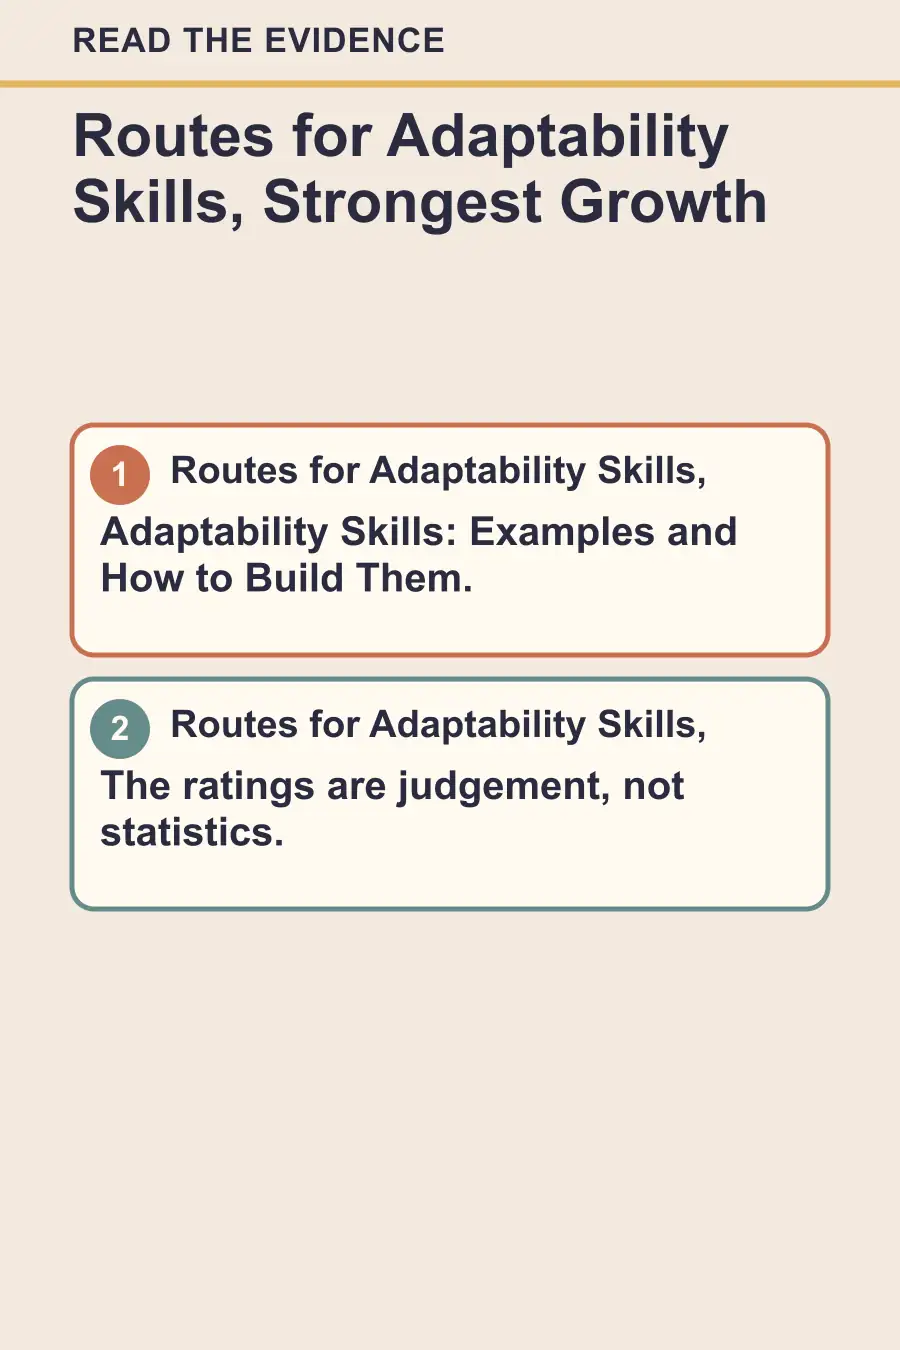 READ THE EVIDENCE
Routes for Adaptability
Skills, Strongest Growth
1
Routes for Adaptability Skills,
Adaptability Skills: Examples and
How to Build Them.
2
Routes for Adaptability Skills,
The ratings are judgement, not
statistics.